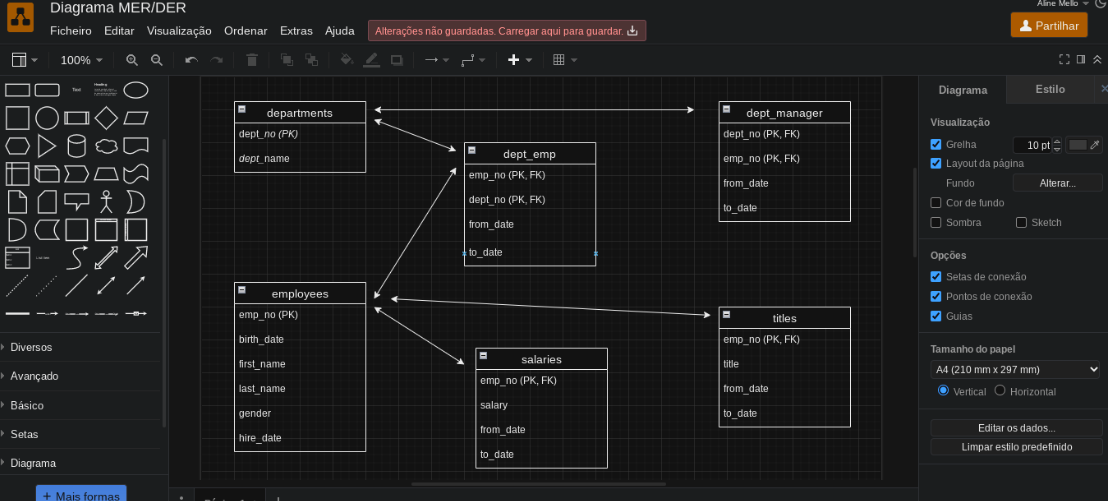 Diagrama MER/DER
Aline Mello
Ficheiro Editar Visualização Ordenar Extras Ajuda
Alterações não guardadas. Carregar aqui para guardar.
Partilhar
100%
Text
Heading
departments
dept_no (PK)
dept_name
dept_emp
emp_no (PK, FK)
dept_no (PK, FK)
from_date
to_date
dept_manager
dept_no (PK, FK)
emp_no (PK, FK)
from_date
to_date
employees
emp_no (PK)
birth_date
first_name
last_name
gender
hire_date
salaries
emp_no (PK, FK)
salary
from_date
to_date
titles
emp_no (PK, FK)
title
from_date
to_date
Diversos
Avançado
Básico
Setas
Diagrama
+ Mais formas
Diagrama Estilo
Visualização
Grelha 10 pt
Layout da página
Fundo Alterar...
Cor de fundo
Sombra Sketch
Opções
Setas de conexão
Pontos de conexão
Guias
Tamanho do papel
A4 (210 mm x 297 mm)
Vertical Horizontal
Editar os dados...
Limpar estilo predefinido